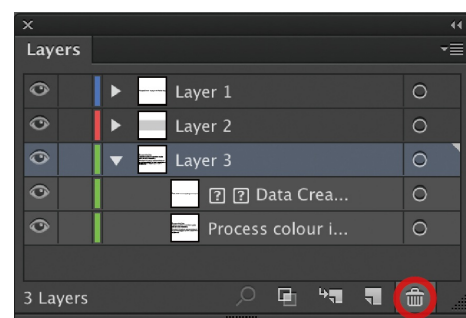 Layers
Layer 1
Layer 2
Layer 3
? ? Data Crea...
Process colour i...
3 Layers